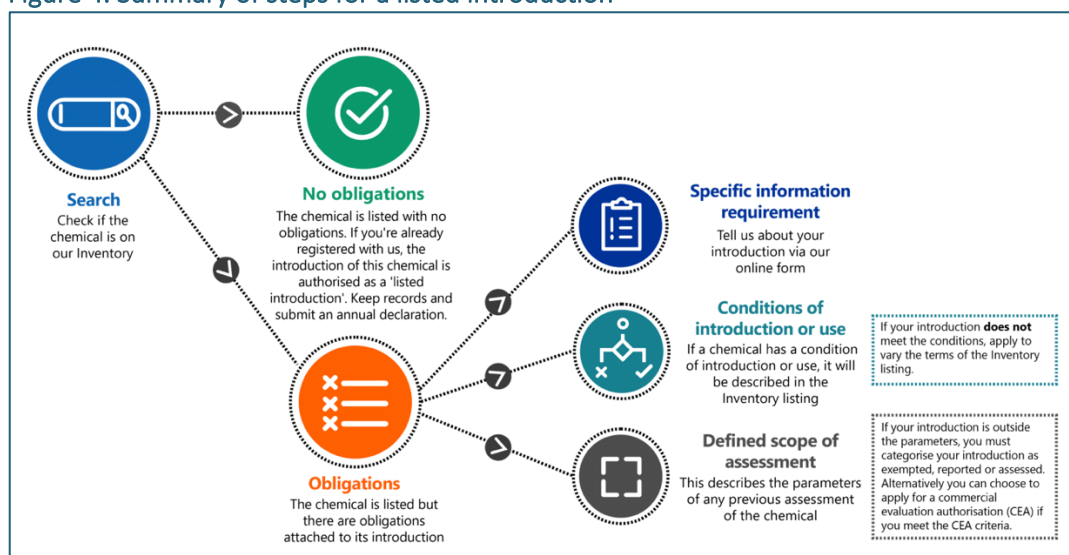 Figure 4: Summary of steps for a listed introduction
Search
Check if the
chemical is on
our Inventory
No obligations
The chemical is listed with no
obligations. If you're already
registered with us, the
introduction of this chemical is
authorised as a 'listed
introduction'. Keep records and
submit an annual declaration.
Obligations
The chemical is listed but
there are obligations
attached to its introduction
Specific information
requirement
Tell us about your
introduction via our
online form
Conditions of
introduction or use
If a chemical has a condition
of introduction or use, it will
be described in the
Inventory listing
If your introduction does not
meet the conditions, apply to
vary the terms of the Inventory
listing.
Defined scope of
assessment
This describes the parameters
of any previous assessment
of the chemical
If your introduction is outside
the parameters, you must
categorise your introduction as
exempted, reported or assessed.
Alternatively you can choose to
apply for a commercial
evaluation authorisation (CEA) if
you meet the CEA criteria.